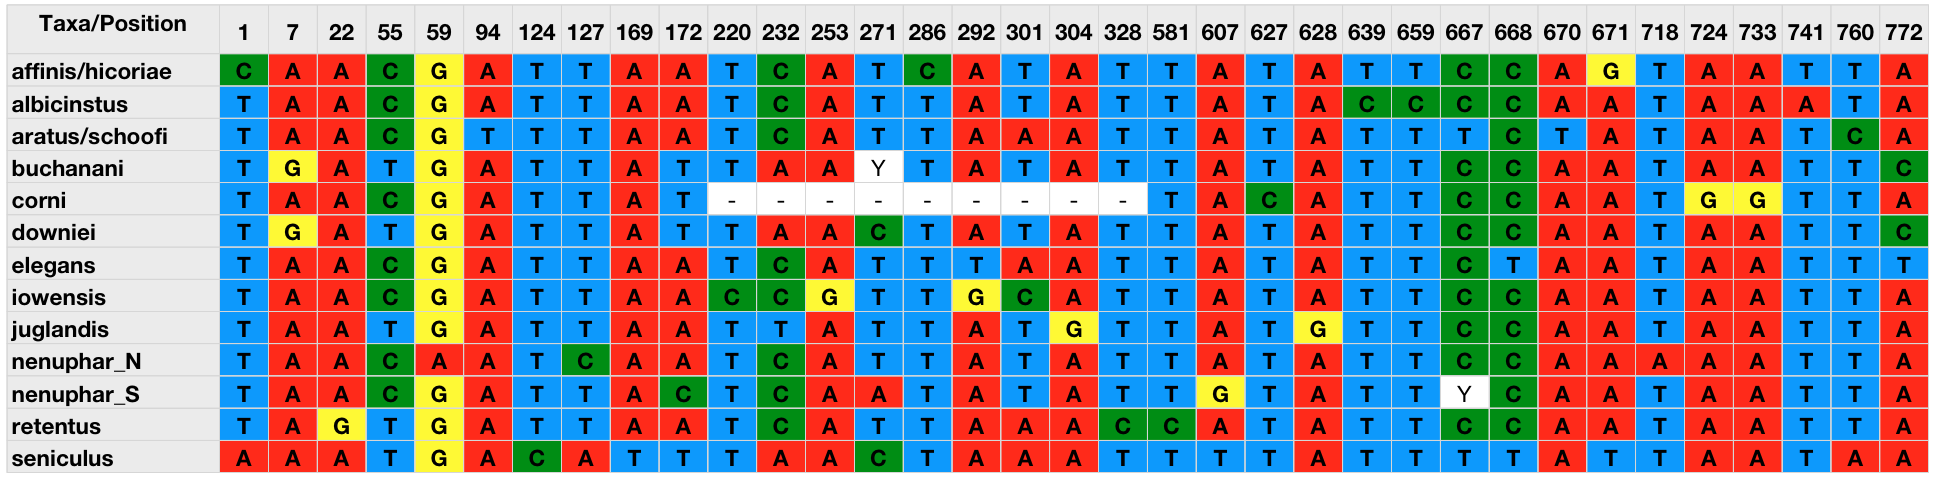 Taxa/Position 1 7 22 55 59 94 124 127 169 172 220 232 253 271 286 292 301 304 328 581 607 627 628 639 659 667 668 670 671 718 724 733 741 760 772
affinis/hicoriae C A A C G A T T A A T C A T C A T A T T A T A T T C C A G T A A T T A
albicinstus T A A C G A T T A A T C A T T A T A T T A T A C C C C A A T A A A T A
aratus/schoofi T A A C G T T T A A T C A T T A A A T T A T A T T T C T A T A A T C A
buchanani T G A T G A T T A T T A A Y T A T A T T A T A T T C C A A T A A T T C
corni T A A C G A T T A T - - - - - - - - - T A C A T T C C A A T G G T T A
downiei T G A T G A T T A T T A A C T A T A T T A T A T T C C A A T A A T T C
elegans T A A C G A T T A A T C A T T T A A T T A T A T T C T A A T A A T T T
iowensis T A A C G A T T A A C C G T T G C A T T A T A T T C C A A T A A T T A
juglandis T A A T G A T T A A T T A T T A T G T T A T G T T C C A A T A A T T A
nenuphar_N T A A C A A T C A A T C A T T A T A T T A T A T T C C A A A A A T T A
nenuphar_S T A A C G A T T A C T C A A T A T A T T G T A T T Y C A A T A A T T A
retentus T A G T G A T T A A T C A T T A A A C C A T A T T C C A A T A A T T A
seniculus A A A T G A C A T T T A A C T A A A T T T T A T T T T A T T A A T A A